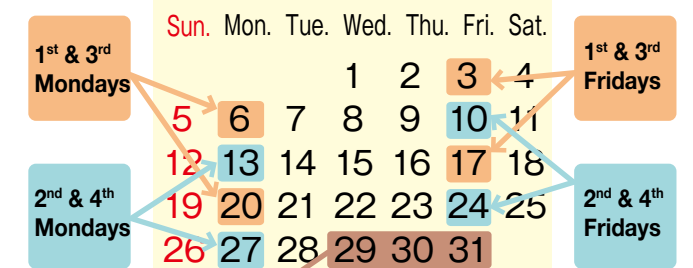 Sun. Mon. Tue. Wed. Thu. Fri. Sat.
1st & 3rd
Mondays
1st & 3rd
Fridays
1 2 3 4
5 6 7 8 9 10 11
12 13 14 15 16 17 18
2nd & 4th
Mondays
2nd & 4th
Fridays
19 20 21 22 23 24 25
26 27 28 29 30 31